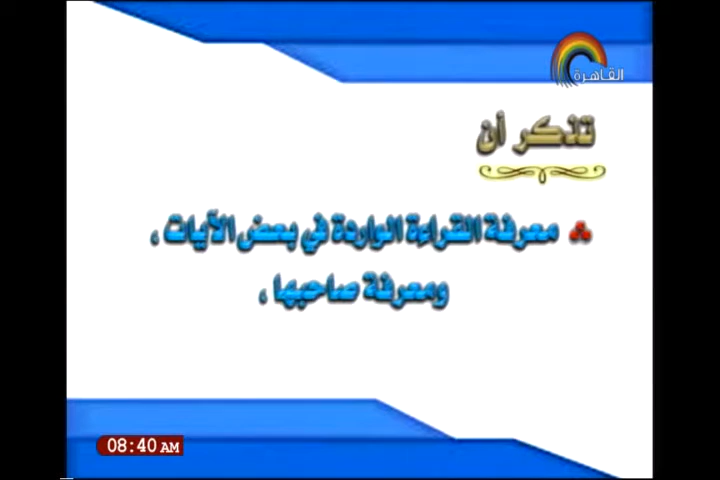 القاهرة
تذكر أن
معرفة القراءة الواردة في بعض الآيات ،
ومعرفة صاحبها ،
08:40 AM